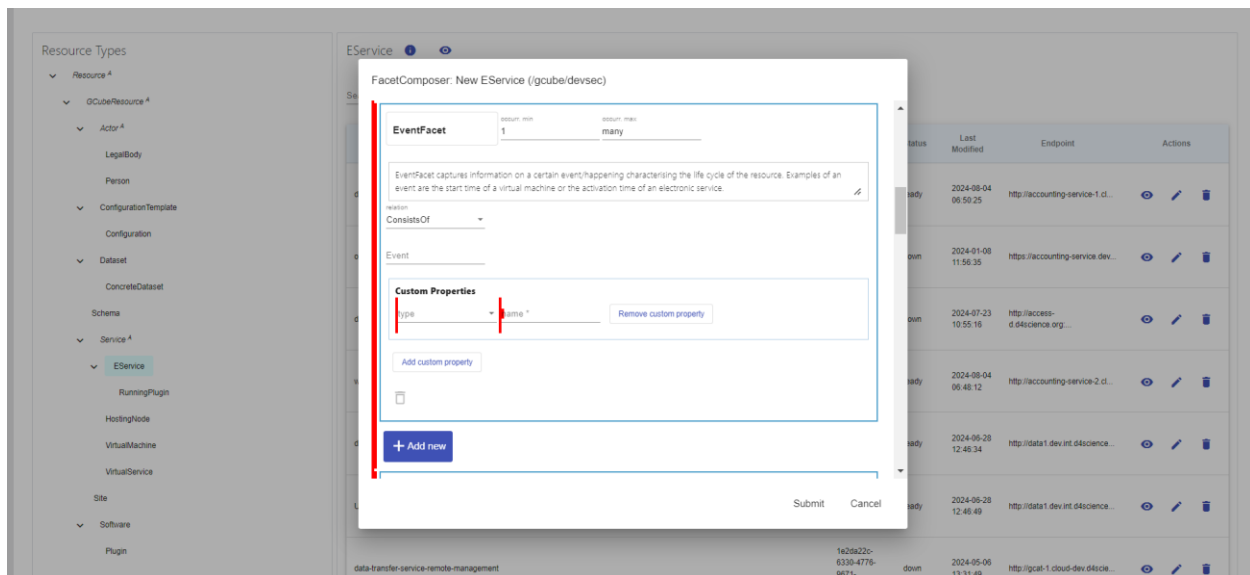 Resource Types
Resource A
GCubeResource A
Actor A
LegalBody
Person
ConfigurationTemplate
Configuration
Dataset
ConcreteDataset
Schema
Service A
EService
RunningPlugin
HostingNode
VirtualMachine
VirtualService
Site
Software
Plugin
EService
Se
FacetComposer: New EService (/gcube/devsec)
EventFacet
occurr. min
1
occurr. max
many
EventFacet captures information on a certain event/happening characterising the life cycle of the resource. Examples of an
event are the start time of a virtual machine or the activation time of an electronic service.
relation
ConsistsOf
Event
Custom Properties
type
name *
Remove custom property
Add custom property
+ Add new
Submit Cancel
tatus Last Modified Endpoint Actions
eady 2024-08-04 06:50:25 http://accounting-service-1.cl...
own 2024-01-08 11:56:35 https://accounting-service.dev...
own 2024-07-23 10:55:16 http://access-d.d4science.org:...
eady 2024-08-04 06:48:12 http://accounting-service-2.cl...
eady 2024-06-28 12:46:34 http://data1.dev.int.d4science...
eady 2024-06-28 12:46:49 http://data1.dev.int.d4science...
data-transfer-service-remote-management
1e2da22c-
6330-4776-
9671-
down
2024-05-06
13:31:49
http://gcat-1.cloud-dev.d4scie...